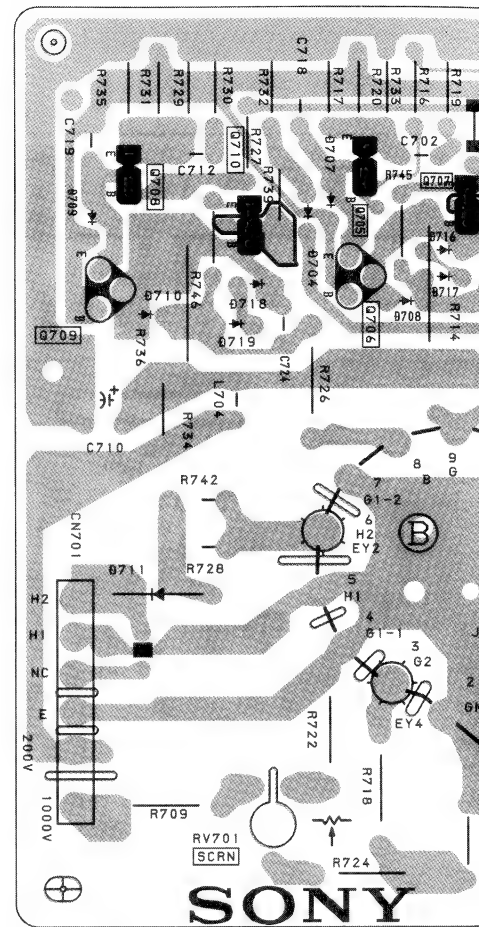 R735
R731
R729
R730
R732
C718
R717
R720
R733
R716
R719
C719
E
B
Q708
C712
Q710
R727
R739
D707
E
B
Q705
C702
R745
Q707
D709
E
B
B
D716
D717
E
B
Q709
D710
R736
R746
D718
D719
D704
C724
Q706
D708
R714
R726
C710
+
R734
L704
9
G
8
B
7
G1-2
6
H2
EY2
B
R742
R728
CN701
D711
H2
H1
NC
E
200V
1000V
5
H1
4
G1-1
3
G2
EY4
J
2
GN
R722
R718
R709
RV701
SCRN
R724
SONY